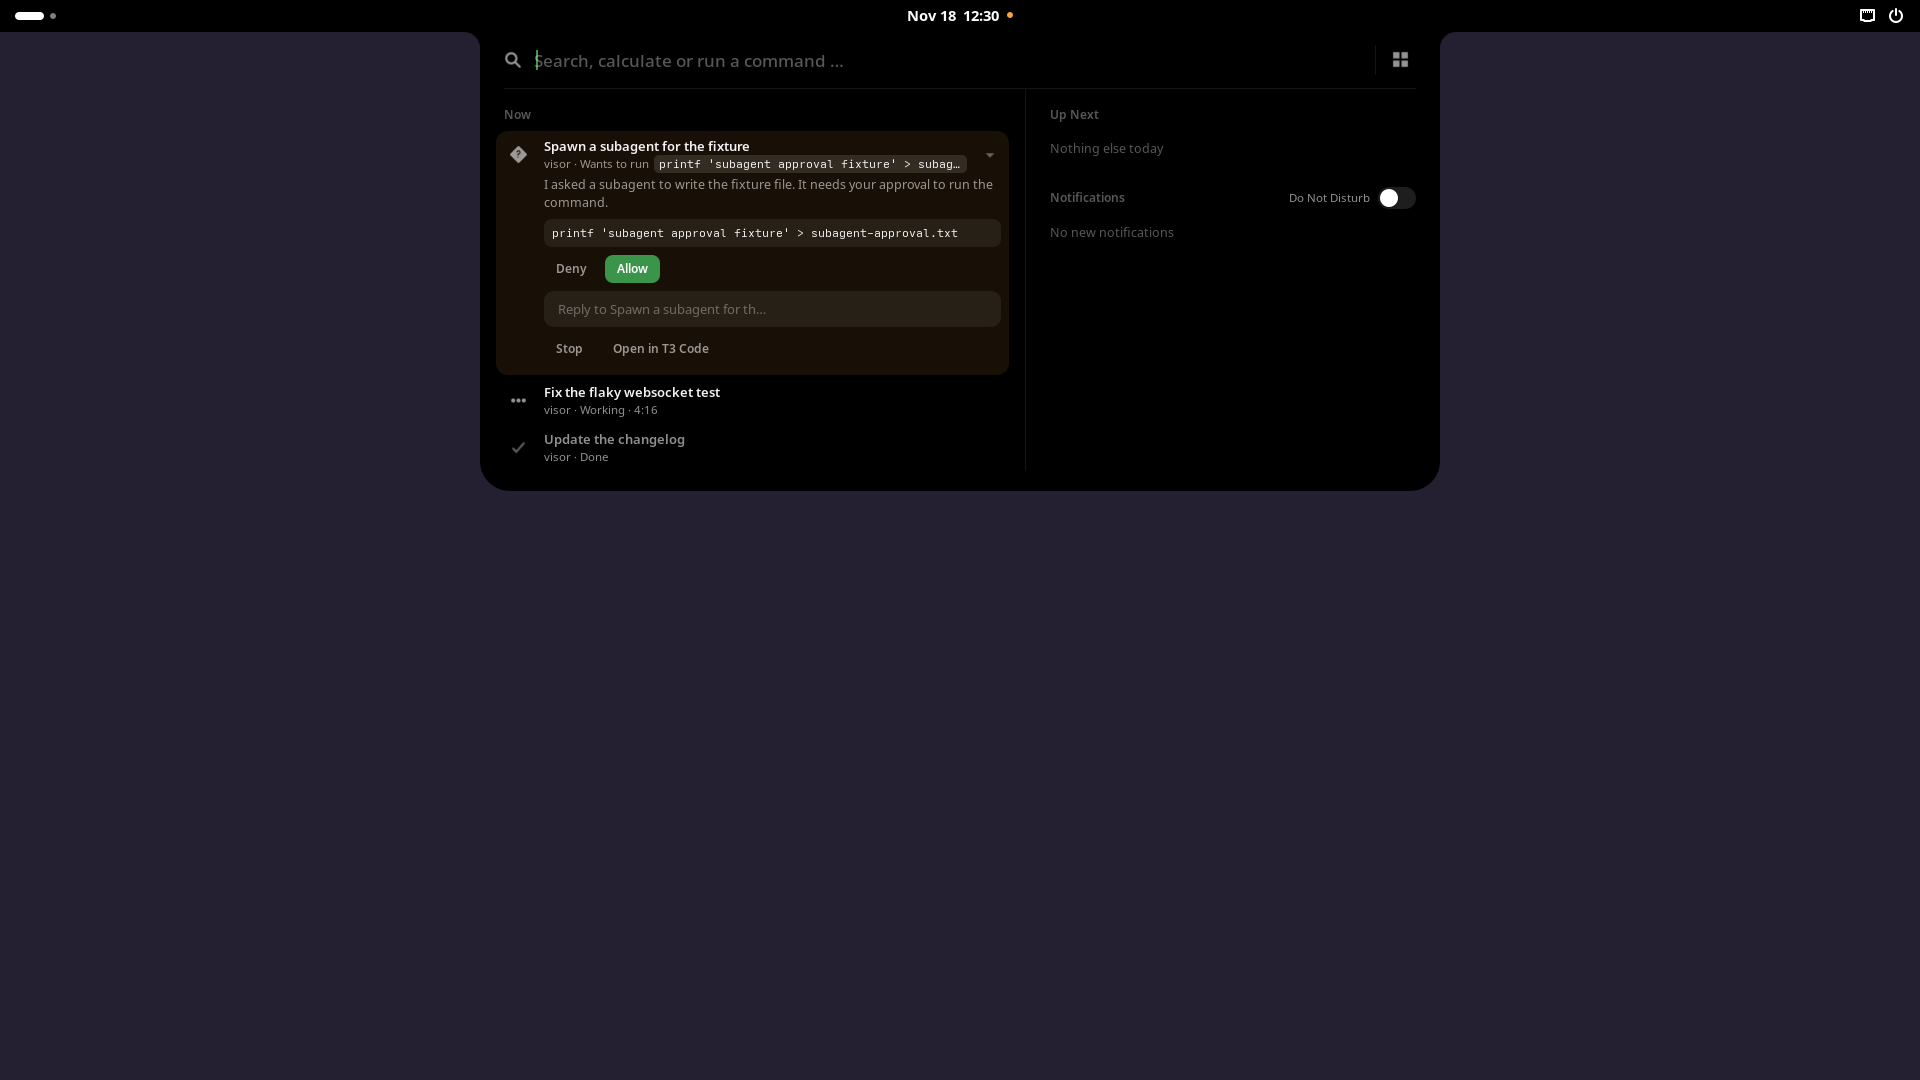 Nov 18 12:30
Search, calculate or run a command ...
Now
Spawn a subagent for the fixture
visor · Wants to run printf 'subagent approval fixture' > subag…
I asked a subagent to write the fixture file. It needs your approval to run the
command.
printf 'subagent approval fixture' > subagent-approval.txt
Deny Allow
Reply to Spawn a subagent for th…
Stop Open in T3 Code
Fix the flaky websocket test
visor · Working · 4:16
Update the changelog
visor · Done
Up Next
Nothing else today
Notifications Do Not Disturb
No new notifications